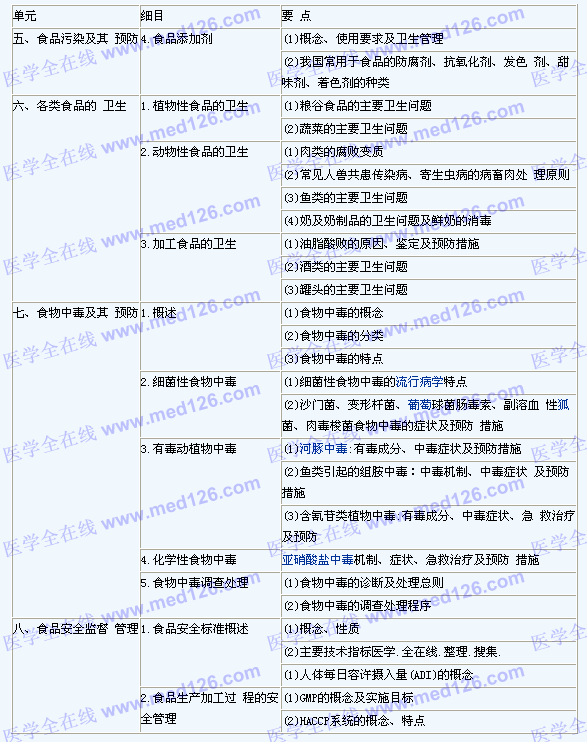 单元 细目 要 点
五、食品污染及其 预防 4.食品添加剂 (1)概念、使用要求及卫生管理
(2)我国常用于食品的防腐剂、抗氧化剂、发色 剂、甜
味剂、着色剂的种类
六、各类食品的 卫生 1.植物性食品的卫生 (1)粮谷食品的主要卫生问题
(2)蔬菜的主要卫生问题
2.动物性食品的卫生 (1)肉类的腐败变质
(2)常见人兽共患传染病、寄生虫病的病畜肉处 理原则
(3)鱼类的主要卫生问题
(4)奶及奶制品的卫生问题及鲜奶的消毒
3.加工食品的卫生 (1)油脂酸败的原因、鉴定及预防措施
(2)酒类的主要卫生问题
(3)罐头的主要卫生问题
七、食物中毒及其 预防 1.概述 (1)食物中毒的概念
(2)食物中毒的分类
(3)食物中毒的特点
2.细菌性食物中毒 (1)细菌性食物中毒的流行病学特点
(2)沙门菌、变形杆菌、葡萄球菌肠毒素、副溶血 性狐
菌、肉毒梭菌食物中毒的症状及预防 措施
3.有毒动植物中毒 (1)河豚中毒:有毒成分、中毒症状及预防措施
(2)鱼类引起的组胺中毒：中毒机制、中毒症状 及预防
措施
(3)含氰苷类植物中毒:有毒成分、中毒症状、急 救治疗
及预防
4.化学性食物中毒 亚硝酸盐中毒机制、症状、急救治疗及预防 措施
5.食物中毒调查处理 (1)食物中毒的诊断及处理总则
(2)食物中毒的调查处理程序
八、食品安全监督 管理 1.食品安全标准概述 (1)概念、性质
(2)主要技术指标医学.全在线.整理.搜集.
(1)人体每日容许摄入量(ADI)的概念
2.食品生产加工过 程的安 (1)GMP的概念及实施目标
全管理 (2)HACCP系统的概念、特点
医学全在线 www.med126.com